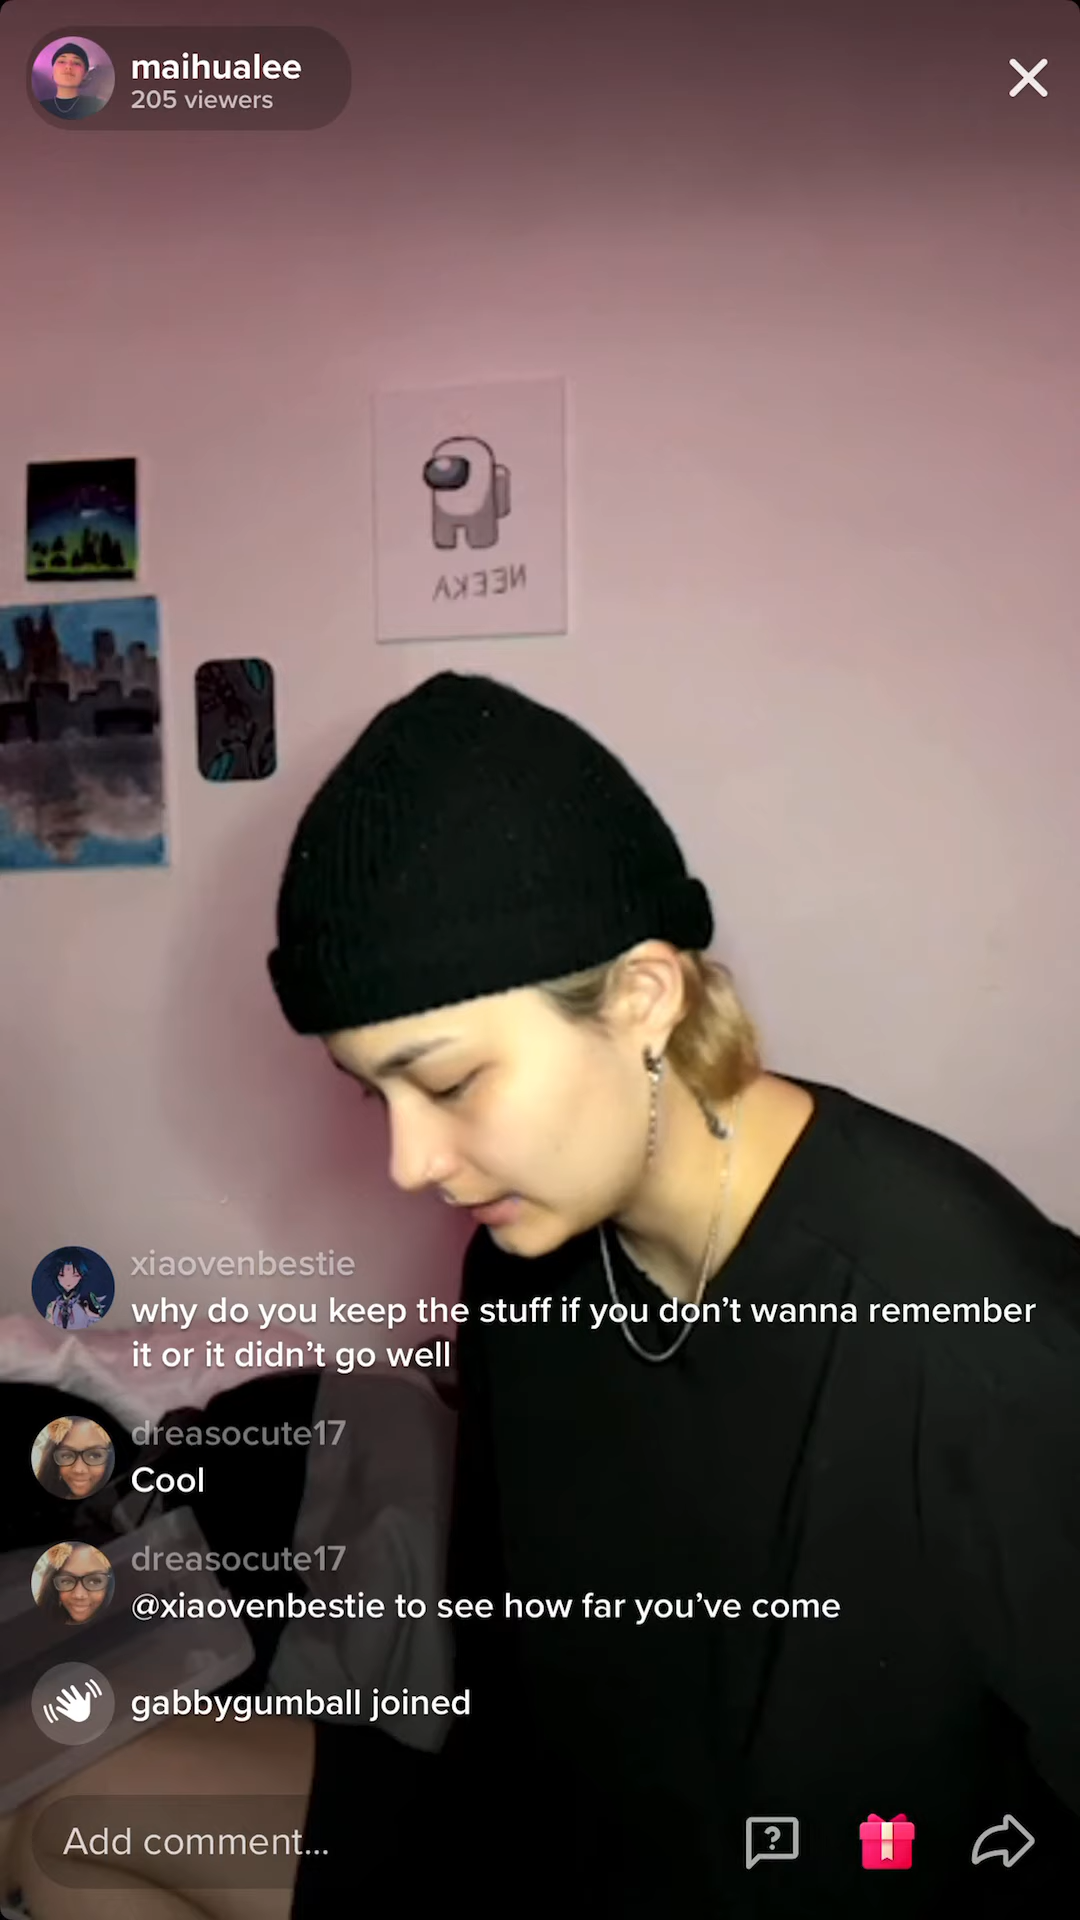 maihualee
205 viewers
NEEKA
xiaovenbestie
why do you keep the stuff if you don’t wanna remember
it or it didn’t go well
dreasocute17
Cool
dreasocute17
@xiaovenbestie to see how far you’ve come
gabbygumball joined
Add comment...